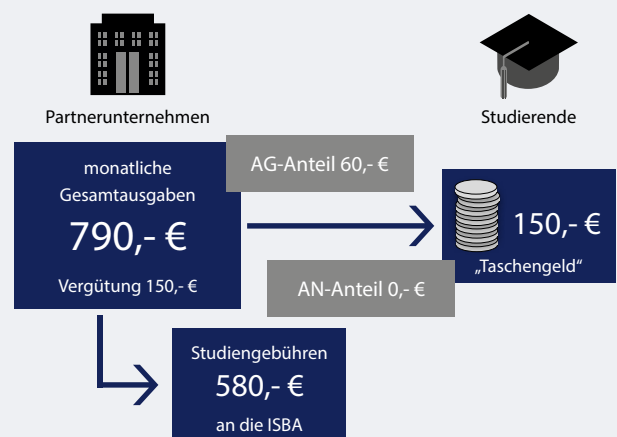 Partnerunternehmen
Studierende
monatliche
Gesamtausgaben
790,- €
Vergütung 150,- €
AG-Anteil 60,- €
AN-Anteil 0,- €
150,- €
„Taschengeld“
Studiengebühren
580,- €
an die ISBA